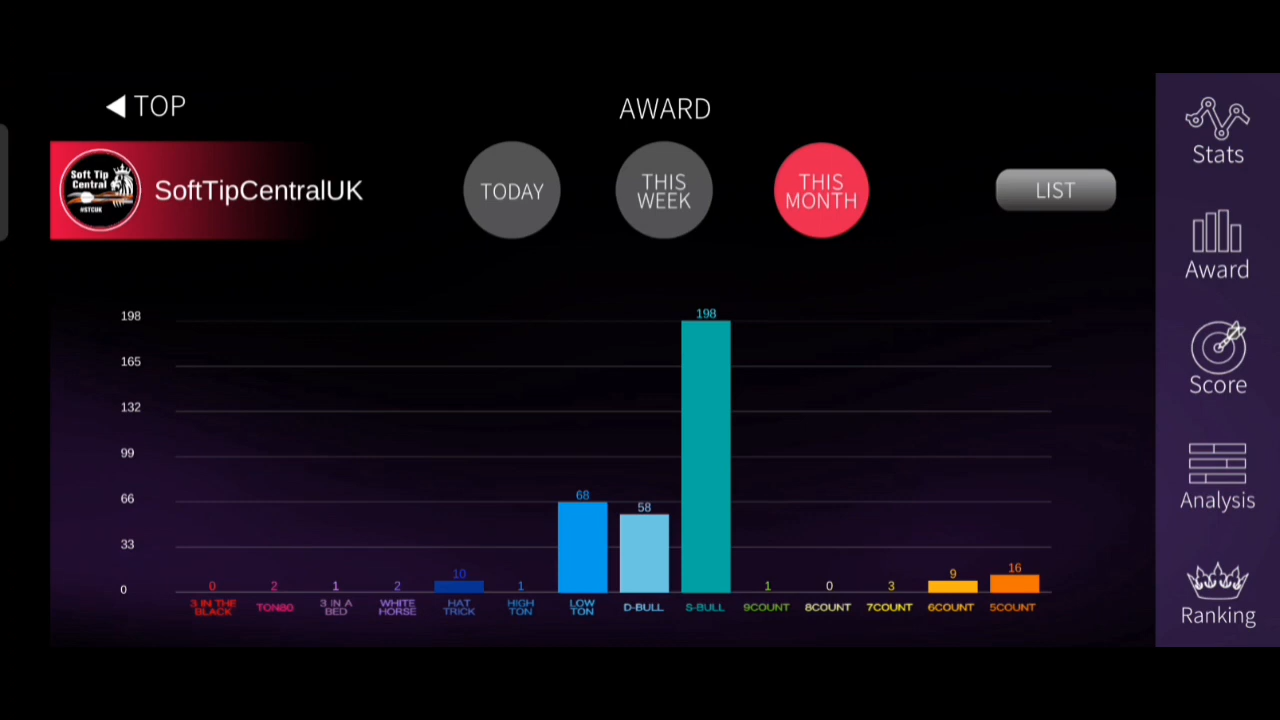 TOP
AWARD
Stats
Soft Tip
Central
#STCUK
SoftTipCentralUK
TODAY
THIS
WEEK
THIS
MONTH
LIST
Award
198
165
132
99
66
33
0
0
2
1
2
10
1
68
58
198
1
0
3
9
16
3 IN THE
BLACK
TON80
3 IN A
BED
WHITE
HORSE
HAT
TRICK
HIGH
TON
LOW
TON
D-BULL
S-BULL
9COUNT
8COUNT
7COUNT
6COUNT
5COUNT
Score
Analysis
Ranking